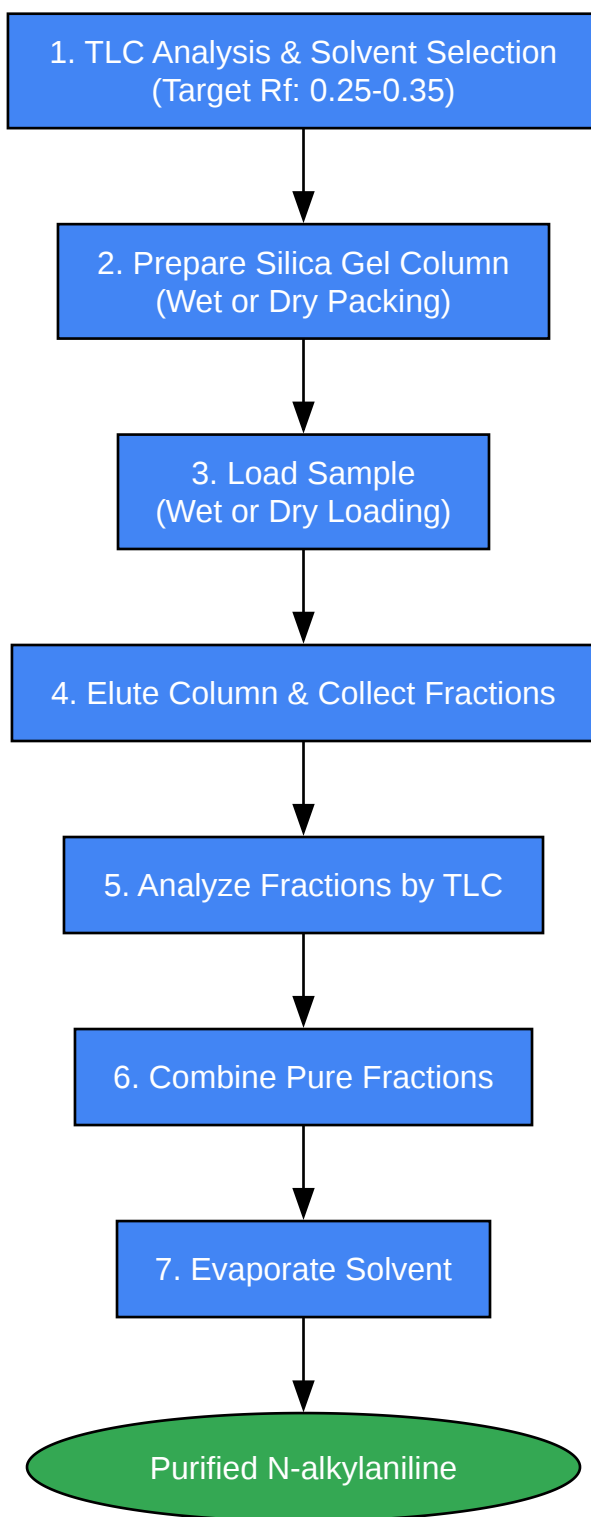 1. TLC Analysis & Solvent Selection
(Target Rf: 0.25-0.35)
2. Prepare Silica Gel Column
(Wet or Dry Packing)
3. Load Sample
(Wet or Dry Loading)
4. Elute Column & Collect Fractions
5. Analyze Fractions by TLC
6. Combine Pure Fractions
7. Evaporate Solvent
Purified N-alkylaniline